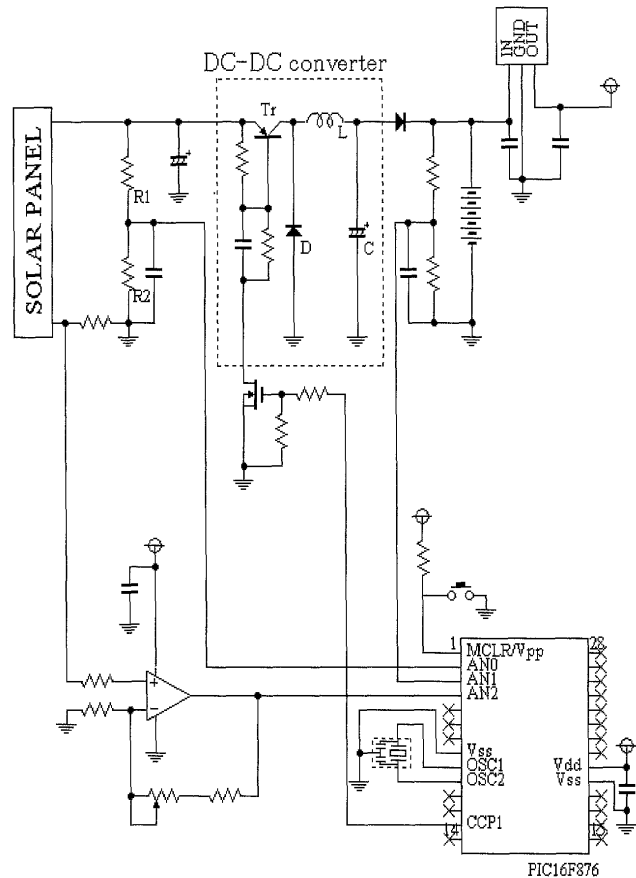 IN
GND
OUT
DC-DC converter
Tr
L
SOLAR PANEL
R1
R2
D
C
+
+
+
-
1
28
MCLR/Vpp
AN0
AN1
AN2
Vss
OSC1
OSC2
Vdd
Vss
CCP1
14
15
PIC16F876